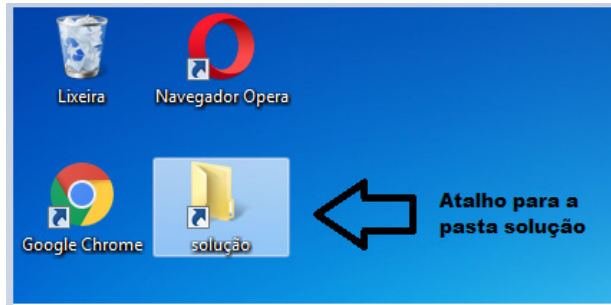 Lixeira
Navegador Opera
Google Chrome
solução
Atalho para a
pasta solução